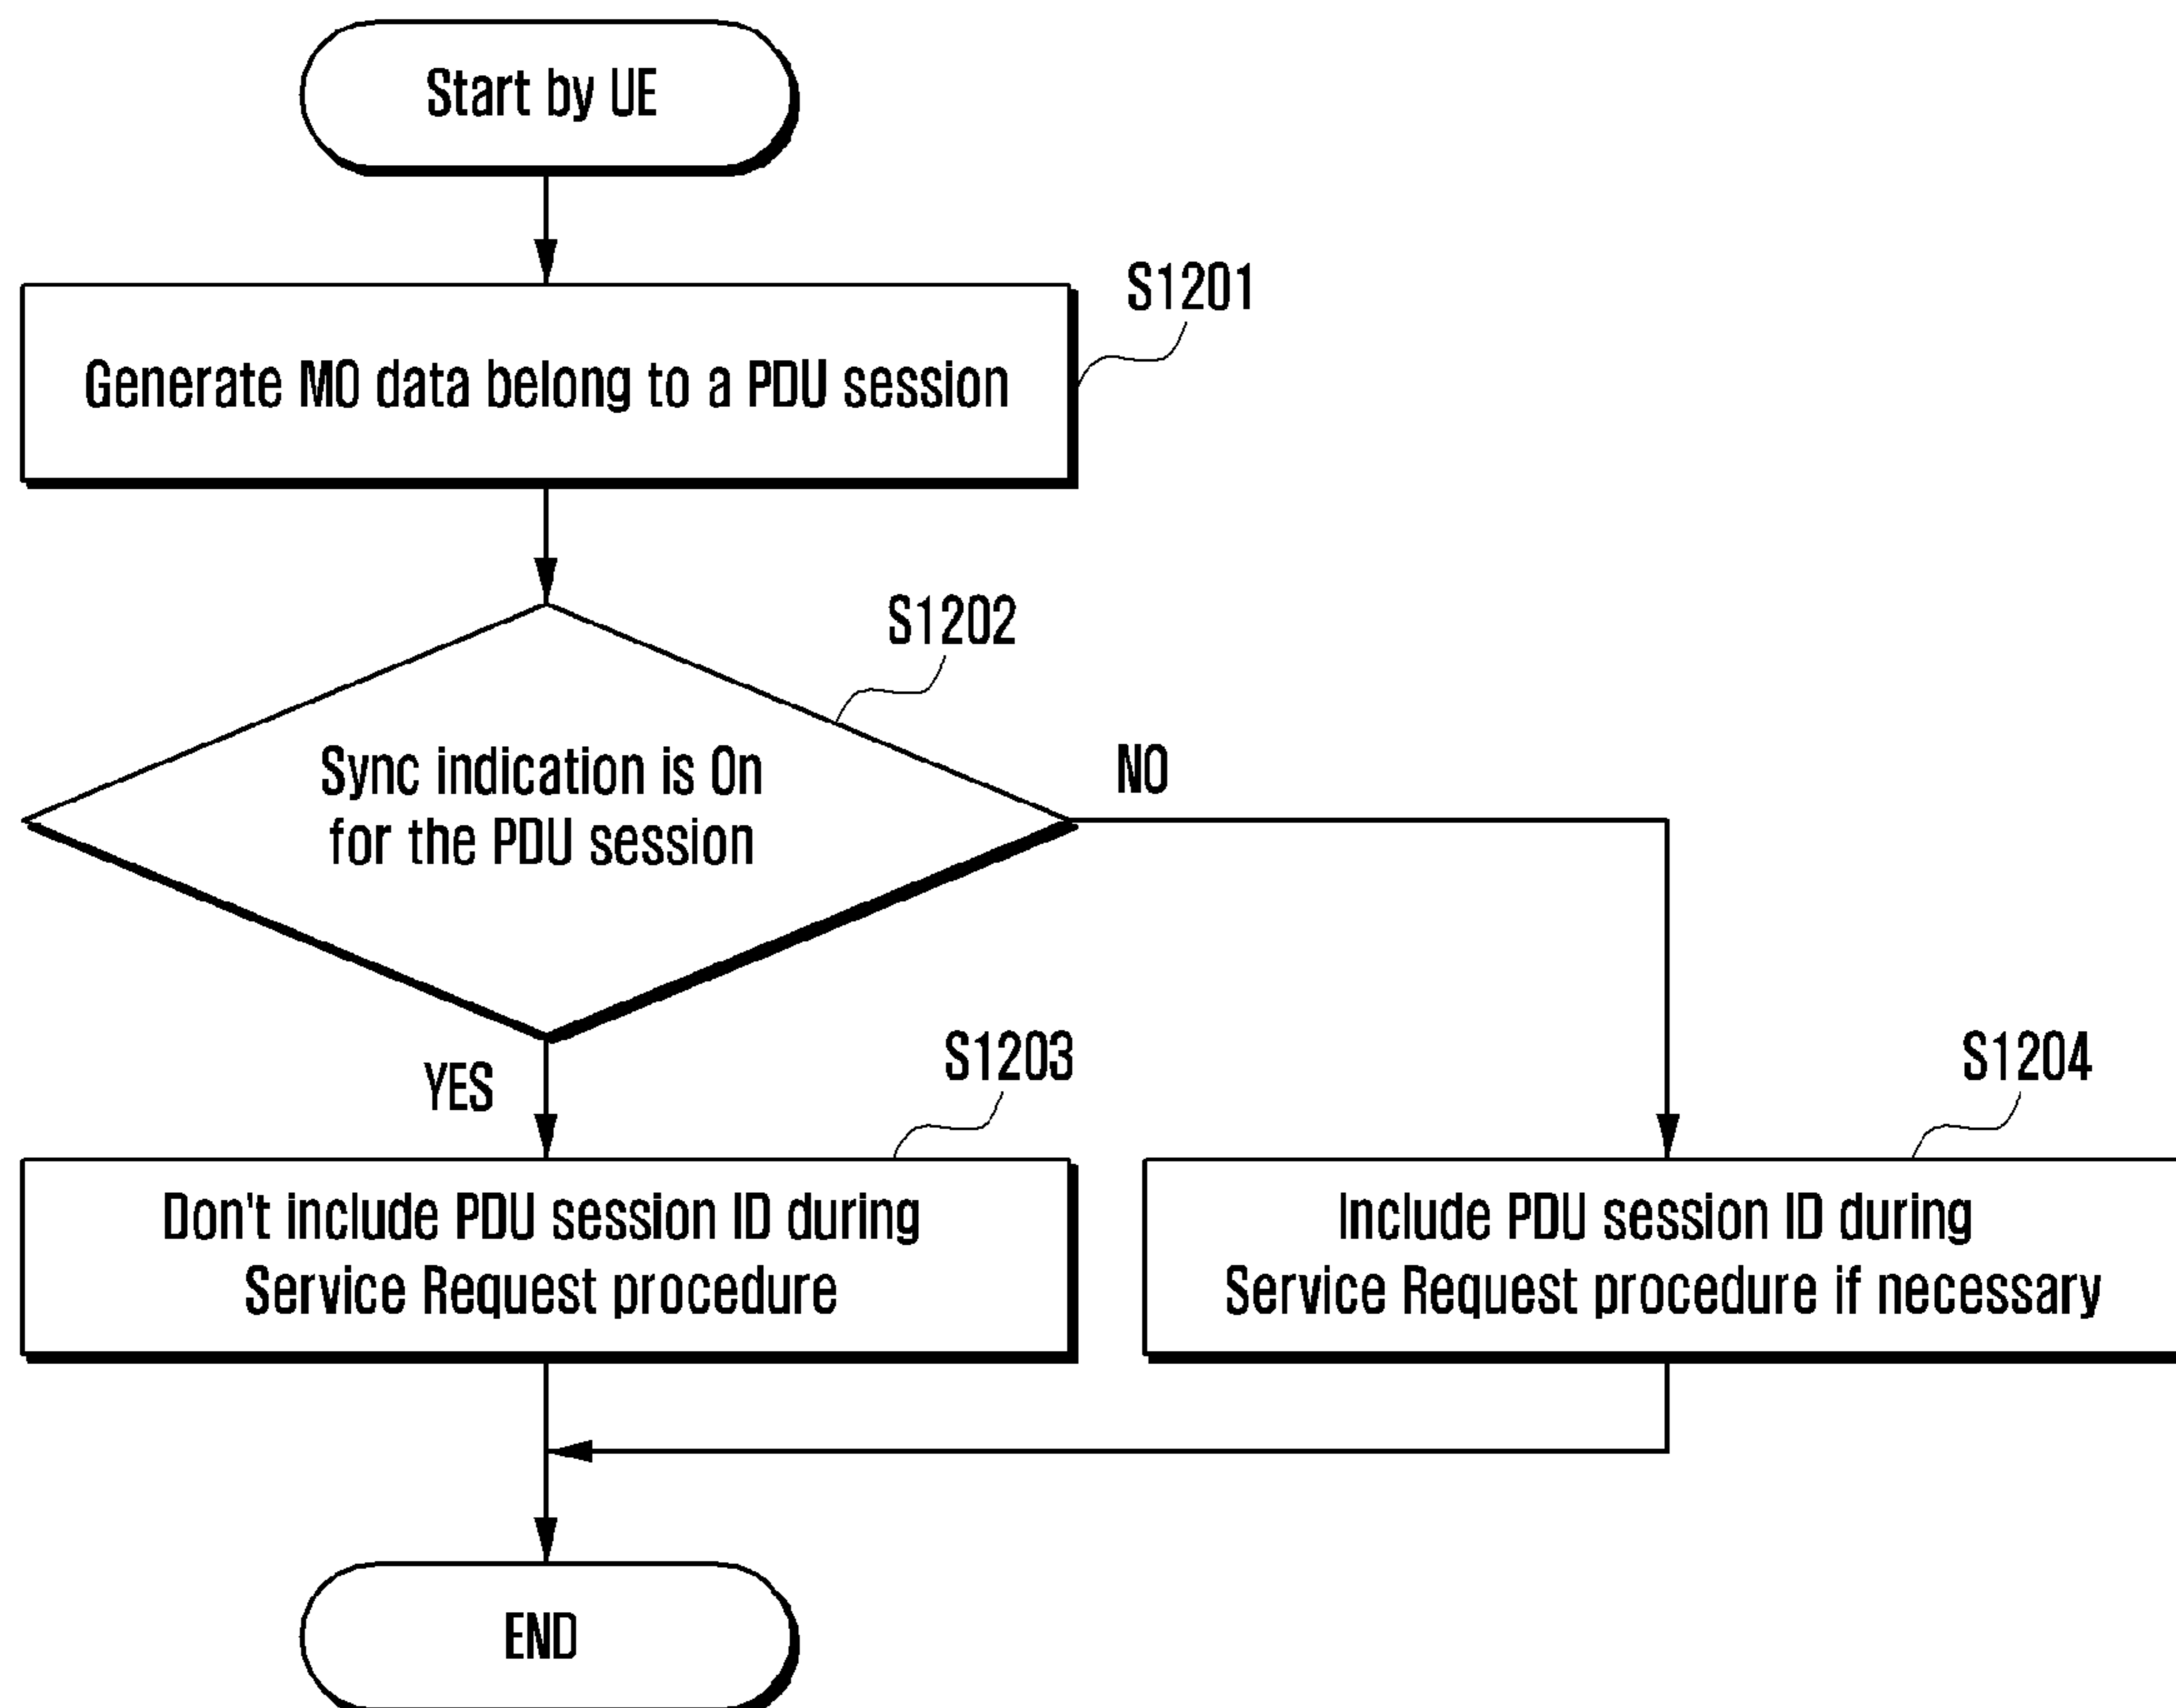 Start by UE
S1201
Generate MO data belong to a PDU session
S1202
Sync indication is On
for the PDU session
NO
YES
S1203
Don't include PDU session ID during
Service Request procedure
S1204
Include PDU session ID during
Service Request procedure if necessary
END